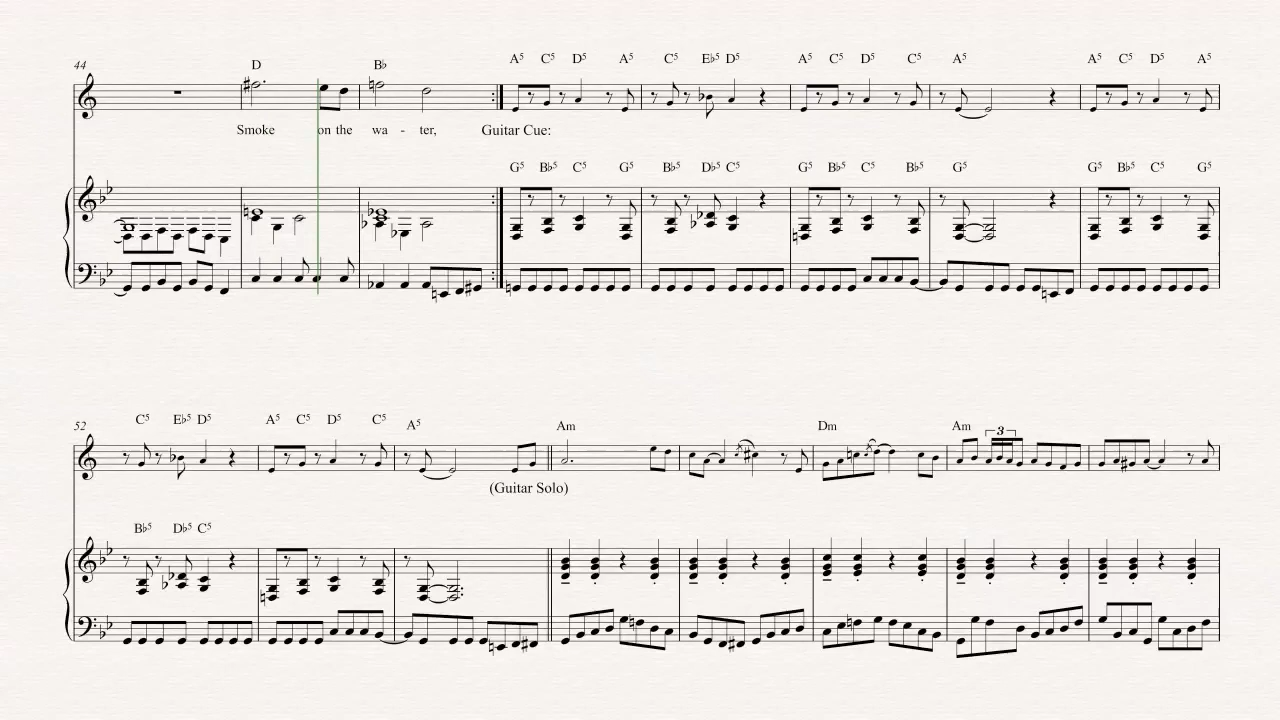 44 D B♭ A⁵ C⁵ D⁵ A⁵ C⁵ E♭⁵ D⁵ A⁵ C⁵ D⁵ C⁵ A⁵ A⁵ C⁵ D⁵ A⁵
Smoke on the wa - ter, Guitar Cue:
G⁵ B♭⁵ C⁵ G⁵ B♭⁵ D♭⁵ C⁵ G⁵ B♭⁵ C⁵ B♭⁵ G⁵ G⁵ B♭⁵ C⁵ G⁵
52 C⁵ E♭⁵ D⁵ A⁵ C⁵ D⁵ C⁵ A⁵ Am Dm Am 3
(Guitar Solo)
B♭⁵ D♭⁵ C⁵